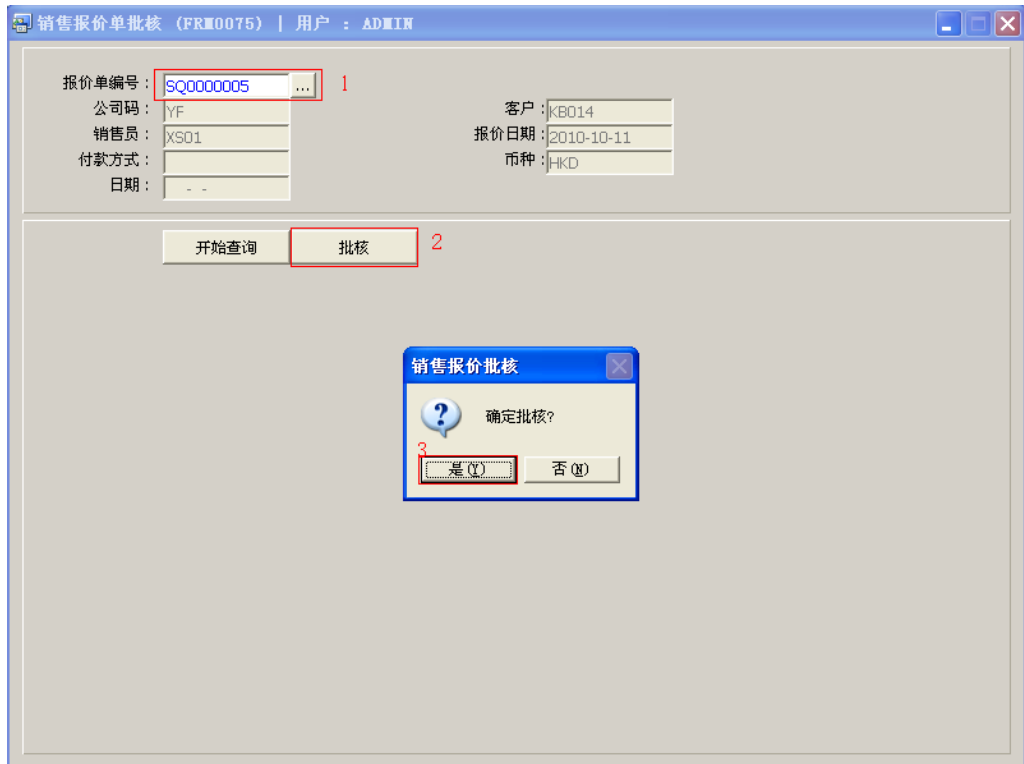 销售报价单批核 (FRM0075) | 用户 : ADMIN
报价单编号： SQ0000005 ... 1
公司码： YF 客户： KB014
销售员： XS01 报价日期： 2010-10-11
付款方式： 币种： HKD
日期： - -
开始查询 批核 2
销售报价批核
确定批核?
3
是(Y) 否(N)